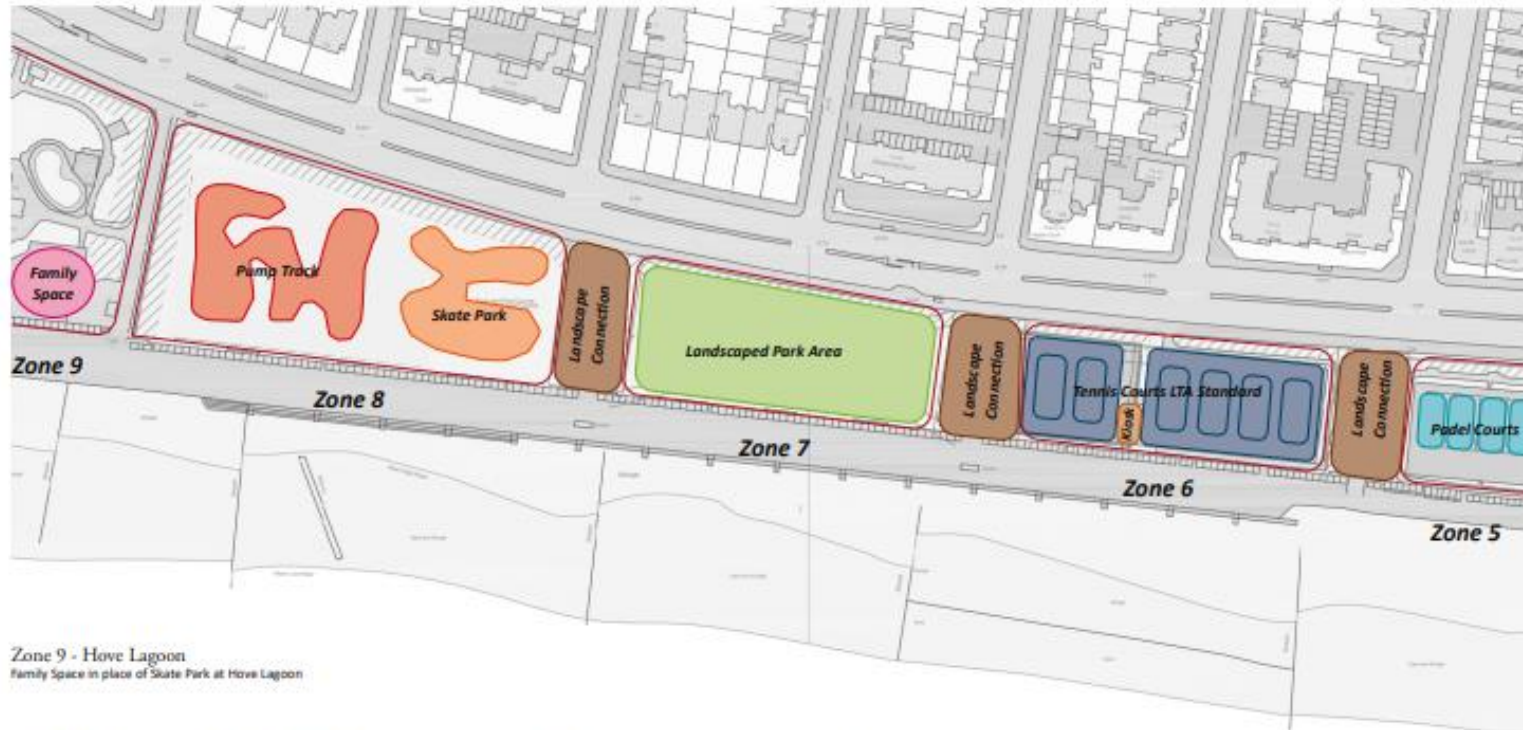 Family
Space
Pump Track
Skate Park
Landscape
Connection
Landscaped Park Area
Landscape
Connection
Tennis Courts LTA Standard
Kiosk
Landscape
Connection
Padel Courts
Zone 9
Zone 8
Zone 7
Zone 6
Zone 5
Zone 9 - Hove Lagoon
Family Space in place of Skate Park at Hove Lagoon